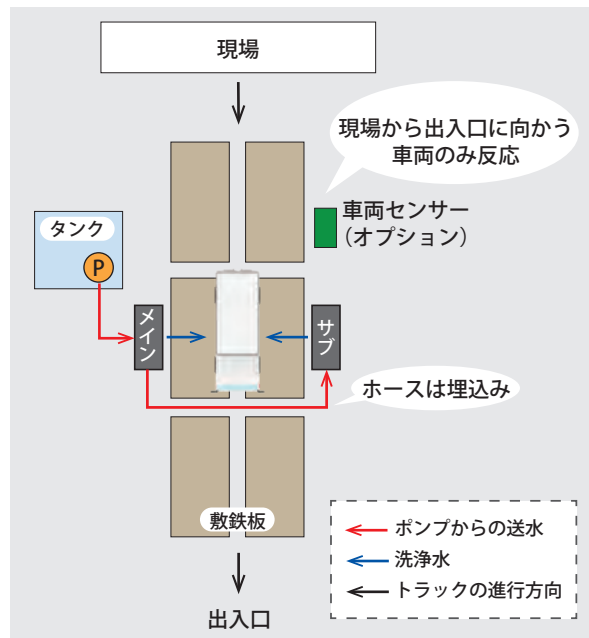 現場
現場から出入口に向かう
車両のみ反応
車両センサー
（オプション）
タンク
P
メイン
サブ
ホースは埋込み
敷鉄板
出入口
ポンプからの送水
洗浄水
トラックの進行方向